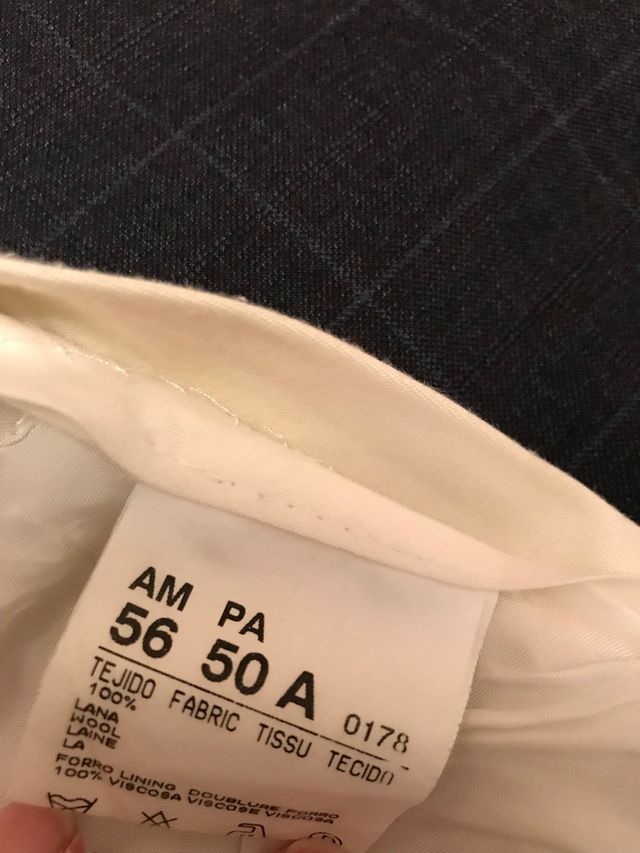 AM PA
56 50 A 0178
TEJIDO FABRIC TISSU TECIDO
100%
LANA
WOOL
LAINE
LA
FORRO LINING DOUBLURE FORRO
100% VISCOSA VISCOSE VISCOSA